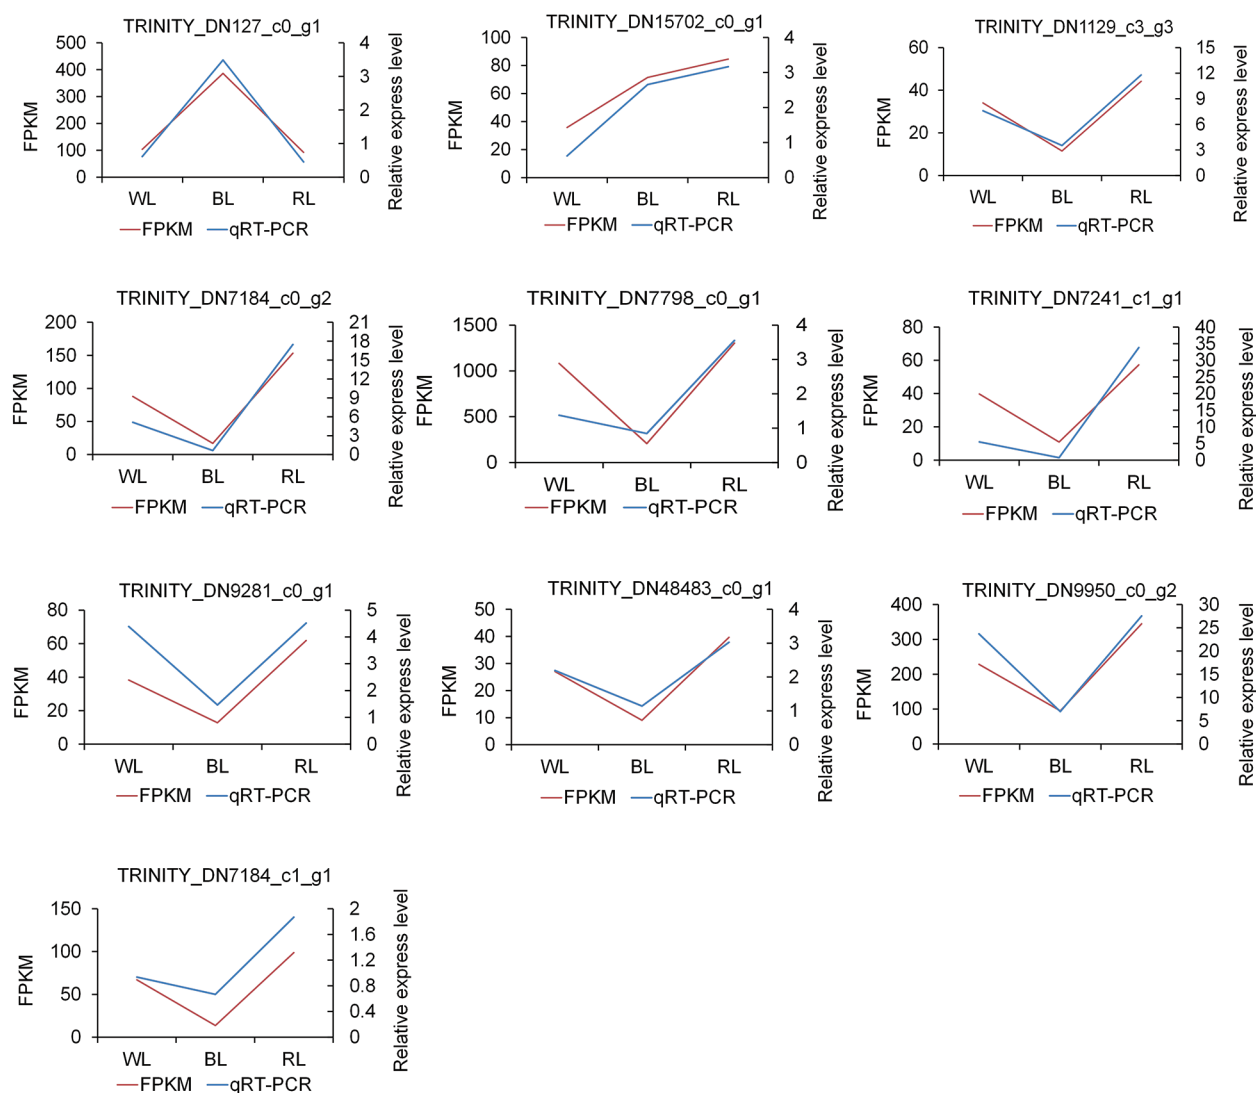 TRINITY_DN127_c0_g1
500
400
300
200
100
0
FPKM
4
3
2
1
0
Relative express level
WL BL RL
FPKM qRT-PCR
TRINITY_DN15702_c0_g1
100
80
60
40
20
0
FPKM
4
3
2
1
0
Relative express level
WL BL RL
FPKM qRT-PCR
TRINITY_DN1129_c3_g3
60
40
20
0
FPKM
15
12
9
6
3
0
Relative express level
WL BL RL
FPKM qRT-PCR
TRINITY_DN7184_c0_g2
200
150
100
50
0
FPKM
21
18
15
12
9
6
3
0
Relative express level
WL BL RL
FPKM qRT-PCR
TRINITY_DN7798_c0_g1
1500
1000
500
0
FPKM
4
3
2
1
0
Relative express level
WL BL RL
FPKM qRT-PCR
TRINITY_DN7241_c1_g1
80
60
40
20
0
FPKM
40
35
30
25
20
15
10
5
0
Relative express level
WL BL RL
FPKM qRT-PCR
TRINITY_DN9281_c0_g1
80
60
40
20
0
FPKM
5
4
3
2
1
0
Relative express level
WL BL RL
FPKM qRT-PCR
TRINITY_DN48483_c0_g1
50
40
30
20
10
0
FPKM
4
3
2
1
0
Relative express level
WL BL RL
FPKM qRT-PCR
TRINITY_DN9950_c0_g2
400
300
200
100
0
FPKM
30
25
20
15
10
5
0
Relative express level
WL BL RL
FPKM qRT-PCR
TRINITY_DN7184_c1_g1
150
100
50
0
FPKM
2
1.6
1.2
0.8
0.4
0
Relative express level
WL BL RL
FPKM qRT-PCR